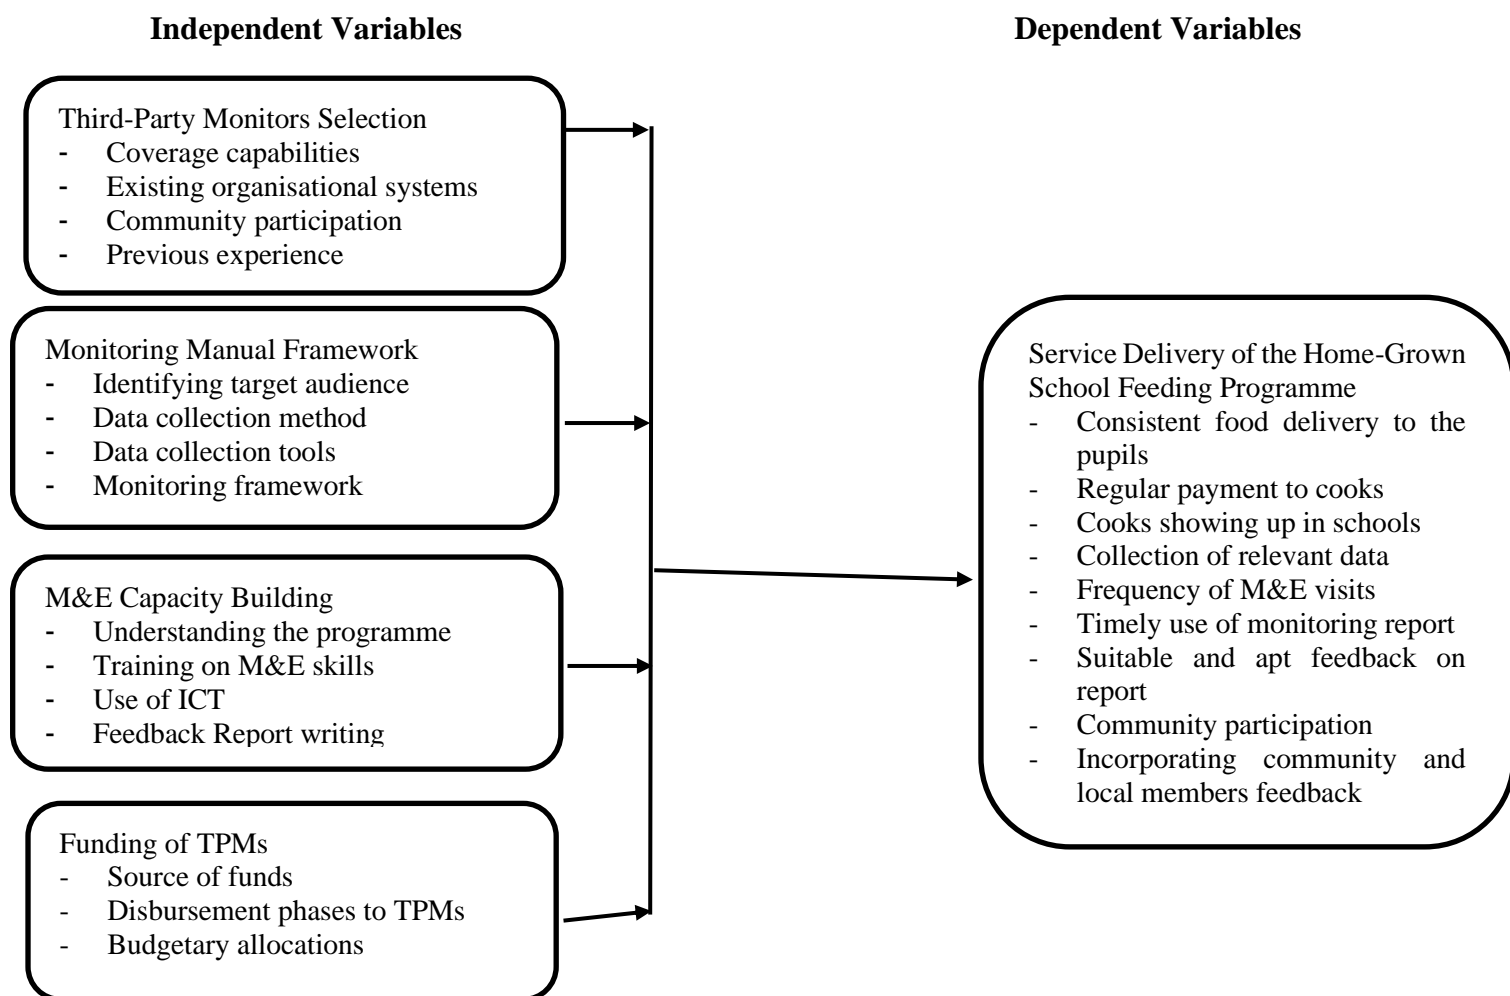 Independent Variables
Dependent Variables
Third-Party Monitors Selection
- Coverage capabilities
- Existing organisational systems
- Community participation
- Previous experience
Monitoring Manual Framework
- Identifying target audience
- Data collection method
- Data collection tools
- Monitoring framework
M&E Capacity Building
- Understanding the programme
- Training on M&E skills
- Use of ICT
- Feedback Report writing
Funding of TPMs
- Source of funds
- Disbursement phases to TPMs
- Budgetary allocations
Service Delivery of the Home-Grown
School Feeding Programme
- Consistent food delivery to the
pupils
- Regular payment to cooks
- Cooks showing up in schools
- Collection of relevant data
- Frequency of M&E visits
- Timely use of monitoring report
- Suitable and apt feedback on
report
- Community participation
- Incorporating community and
local members feedback